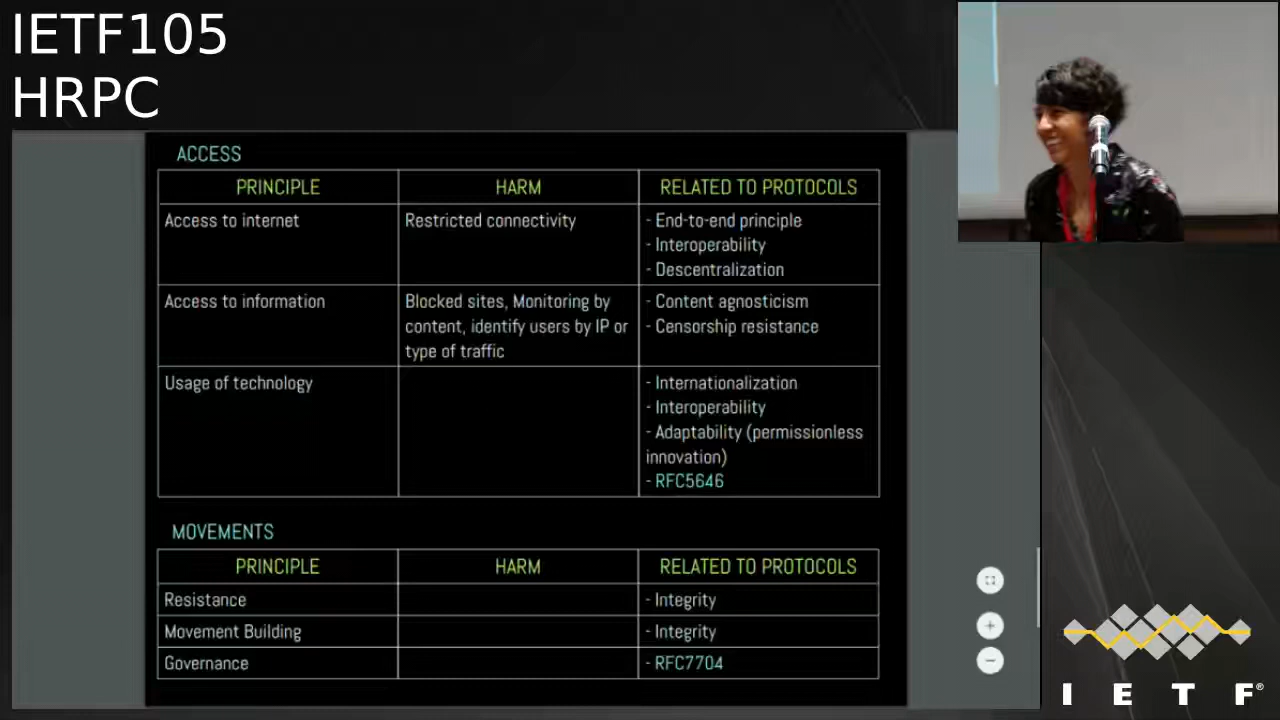 IETF105
HRPC
ACCESS
PRINCIPLE HARM RELATED TO PROTOCOLS
Access to internet Restricted connectivity - End-to-end principle
- Interoperability
- Descentralization
Access to information Blocked sites, Monitoring by - Content agnosticism
content, identify users by IP or - Censorship resistance
type of traffic
Usage of technology - Internationalization
- Interoperability
- Adaptability (permissionless
innovation)
- RFC5646
MOVEMENTS
PRINCIPLE HARM RELATED TO PROTOCOLS
Resistance - Integrity
Movement Building - Integrity
Governance - RFC7704
I E T F®